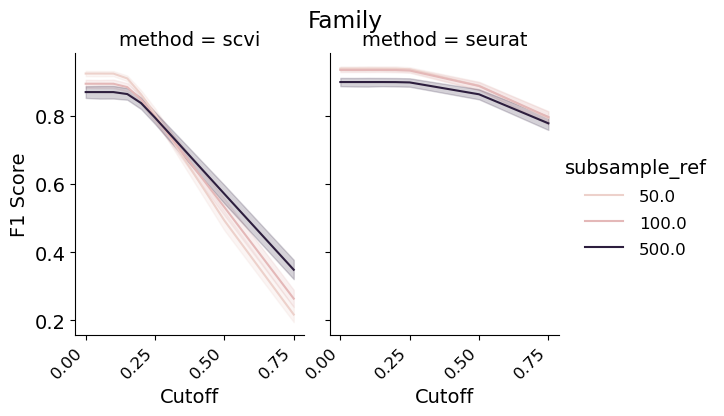 Family
method = scvi
method = seurat
F1 Score
0.8
0.6
0.4
0.2
0.00
0.25
0.50
0.75
Cutoff
0.00
0.25
0.50
0.75
Cutoff
subsample_ref
50.0
100.0
500.0